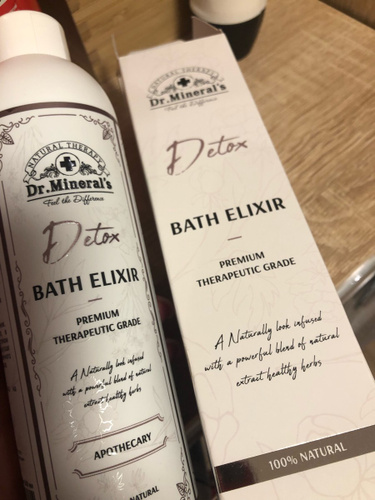 NATURAL THERAPY
Dr.Mineral's
Feel the Difference
Detox
BATH ELIXIR
PREMIUM
THERAPEUTIC GRADE
A Naturally look infused
with a powerful blend of natural
extract healthy herbs
APOTHECARY
NATURAL
NATURAL THERAPY
Dr.Mineral's
Feel the Difference
Detox
BATH ELIXIR
PREMIUM
THERAPEUTIC GRADE
A Naturally look infused
with a powerful blend of natural
extract healthy herbs
100% NATURAL